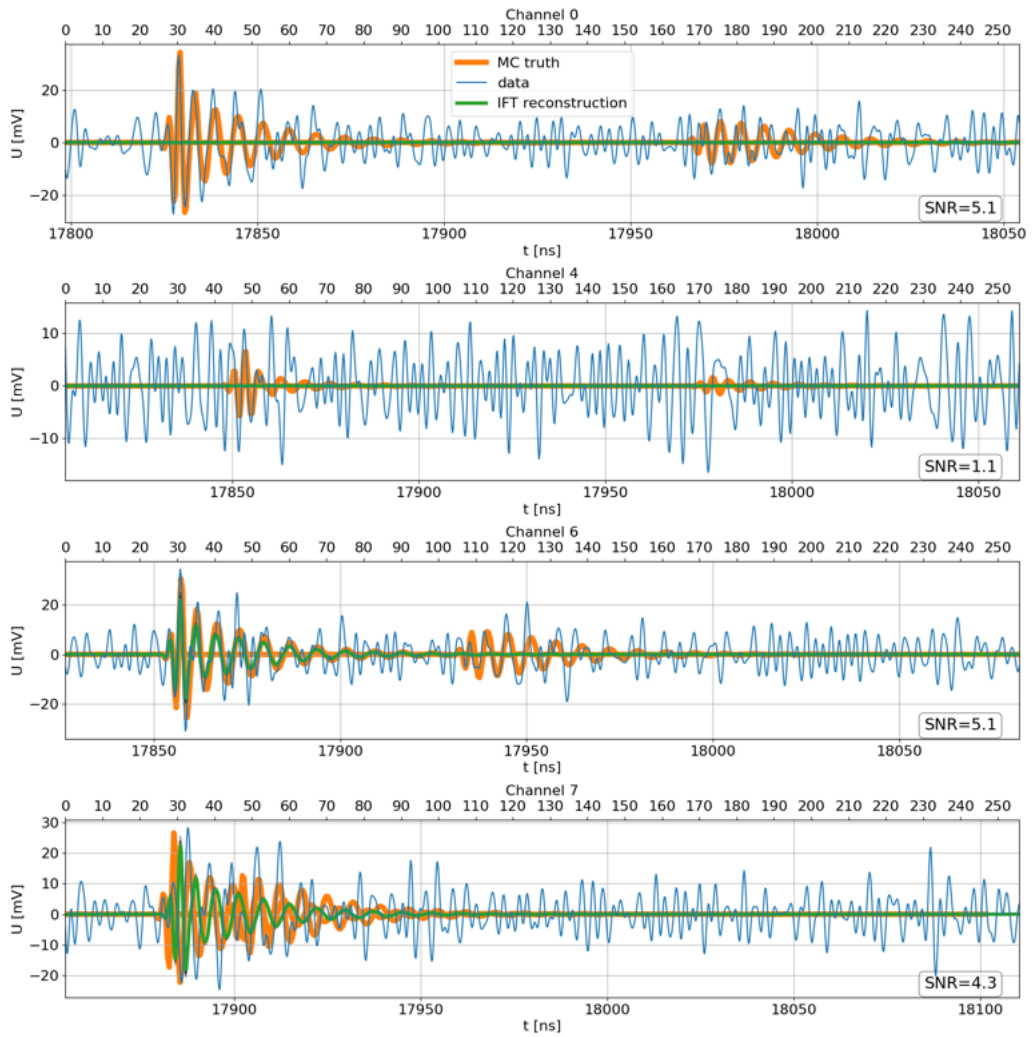 Channel 0
0 10 20 30 40 50 60 70 80 90 100 110 120 130 140 150 160 170 180 190 200 210 220 230 240 250
20
0
−20
U [mV]
MC truth
data
IFT reconstruction
SNR=5.1
17800 17850 17900 17950 18000 18050
t [ns]
Channel 4
0 10 20 30 40 50 60 70 80 90 100 110 120 130 140 150 160 170 180 190 200 210 220 230 240 250
10
0
−10
U [mV]
SNR=1.1
17850 17900 17950 18000 18050
t [ns]
Channel 6
0 10 20 30 40 50 60 70 80 90 100 110 120 130 140 150 160 170 180 190 200 210 220 230 240 250
20
0
−20
U [mV]
SNR=5.1
17850 17900 17950 18000 18050
t [ns]
Channel 7
0 10 20 30 40 50 60 70 80 90 100 110 120 130 140 150 160 170 180 190 200 210 220 230 240 250
30
20
10
0
−10
−20
U [mV]
SNR=4.3
17900 17950 18000 18050 18100
t [ns]